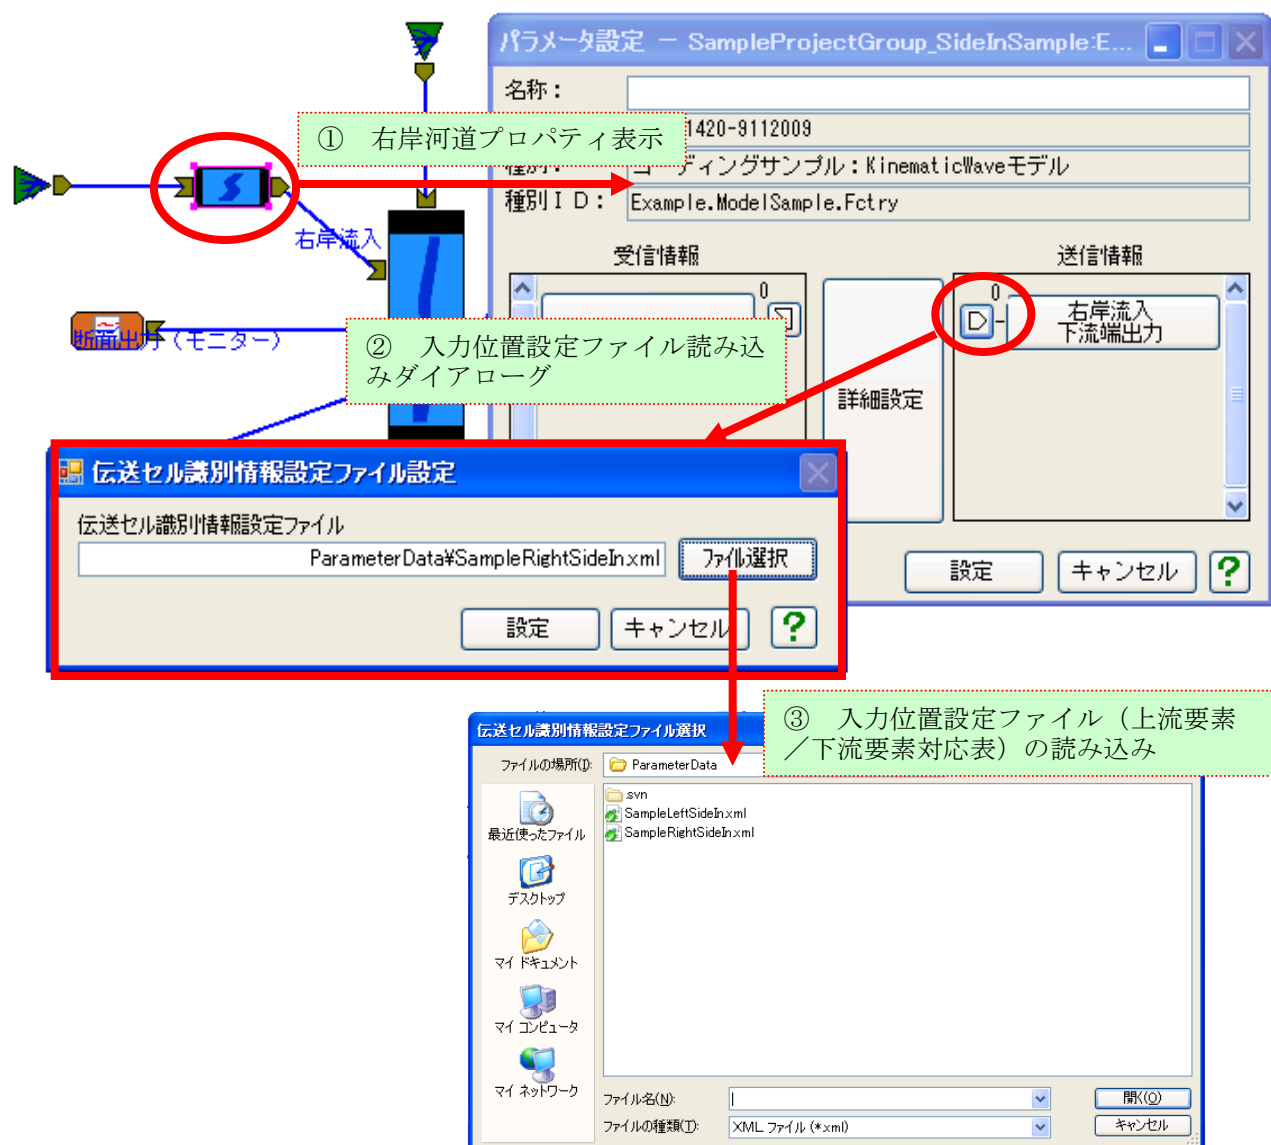 パラメータ設定 － SampleProjectGroup_SideInSample:E...
名称：
① 右岸河道プロパティ表示
1420-9112009
コーディングサンプル：KinematicWaveモデル
種別ＩＤ：
Example.ModelSample.Fctry
右岸流入
受信情報
送信情報
0
0
右岸流入
下流端出力
断面出力（モニター）
② 入力位置設定ファイル読み込
みダイアローグ
詳細設定
伝送セル識別情報設定ファイル設定
伝送セル識別情報設定ファイル
ParameterData¥SampleRightSideIn.xml
ファイル選択
設定
キャンセル
?
設定
キャンセル
?
③ 入力位置設定ファイル（上流要素
／下流要素対応表）の読み込み
伝送セル識別情報設定ファイル選択
ファイルの場所(I):
ParameterData
.svn
SampleLeftSideIn.xml
SampleRightSideIn.xml
最近使ったファイル
デスクトップ
マイ ドキュメント
マイ コンピュータ
マイ ネットワーク
ファイル名(N):
開く(O)
ファイルの種類(T):
XML ファイル (*.xml)
キャンセル